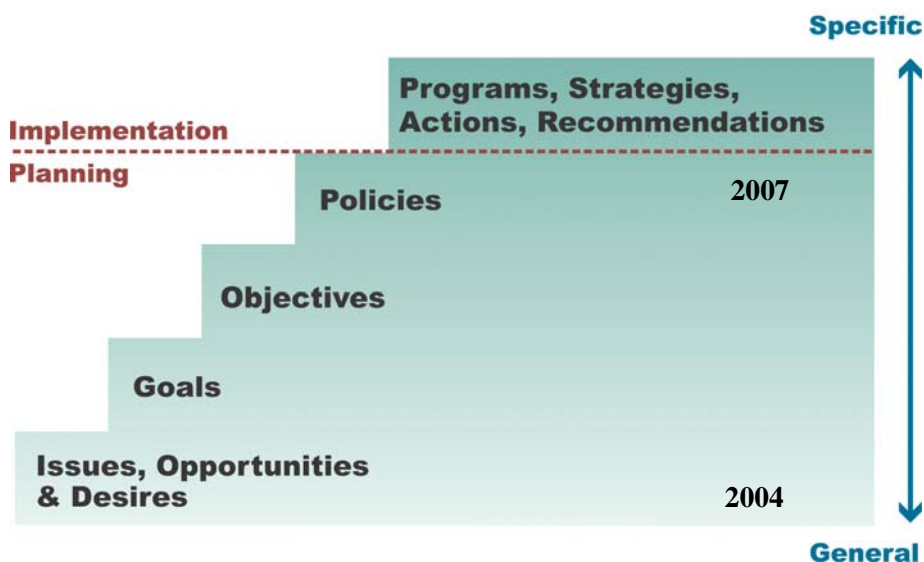 Specific
Programs, Strategies,
Actions, Recommendations
Implementation
Planning
Policies
2007
Objectives
Goals
Issues, Opportunities
& Desires
2004
General